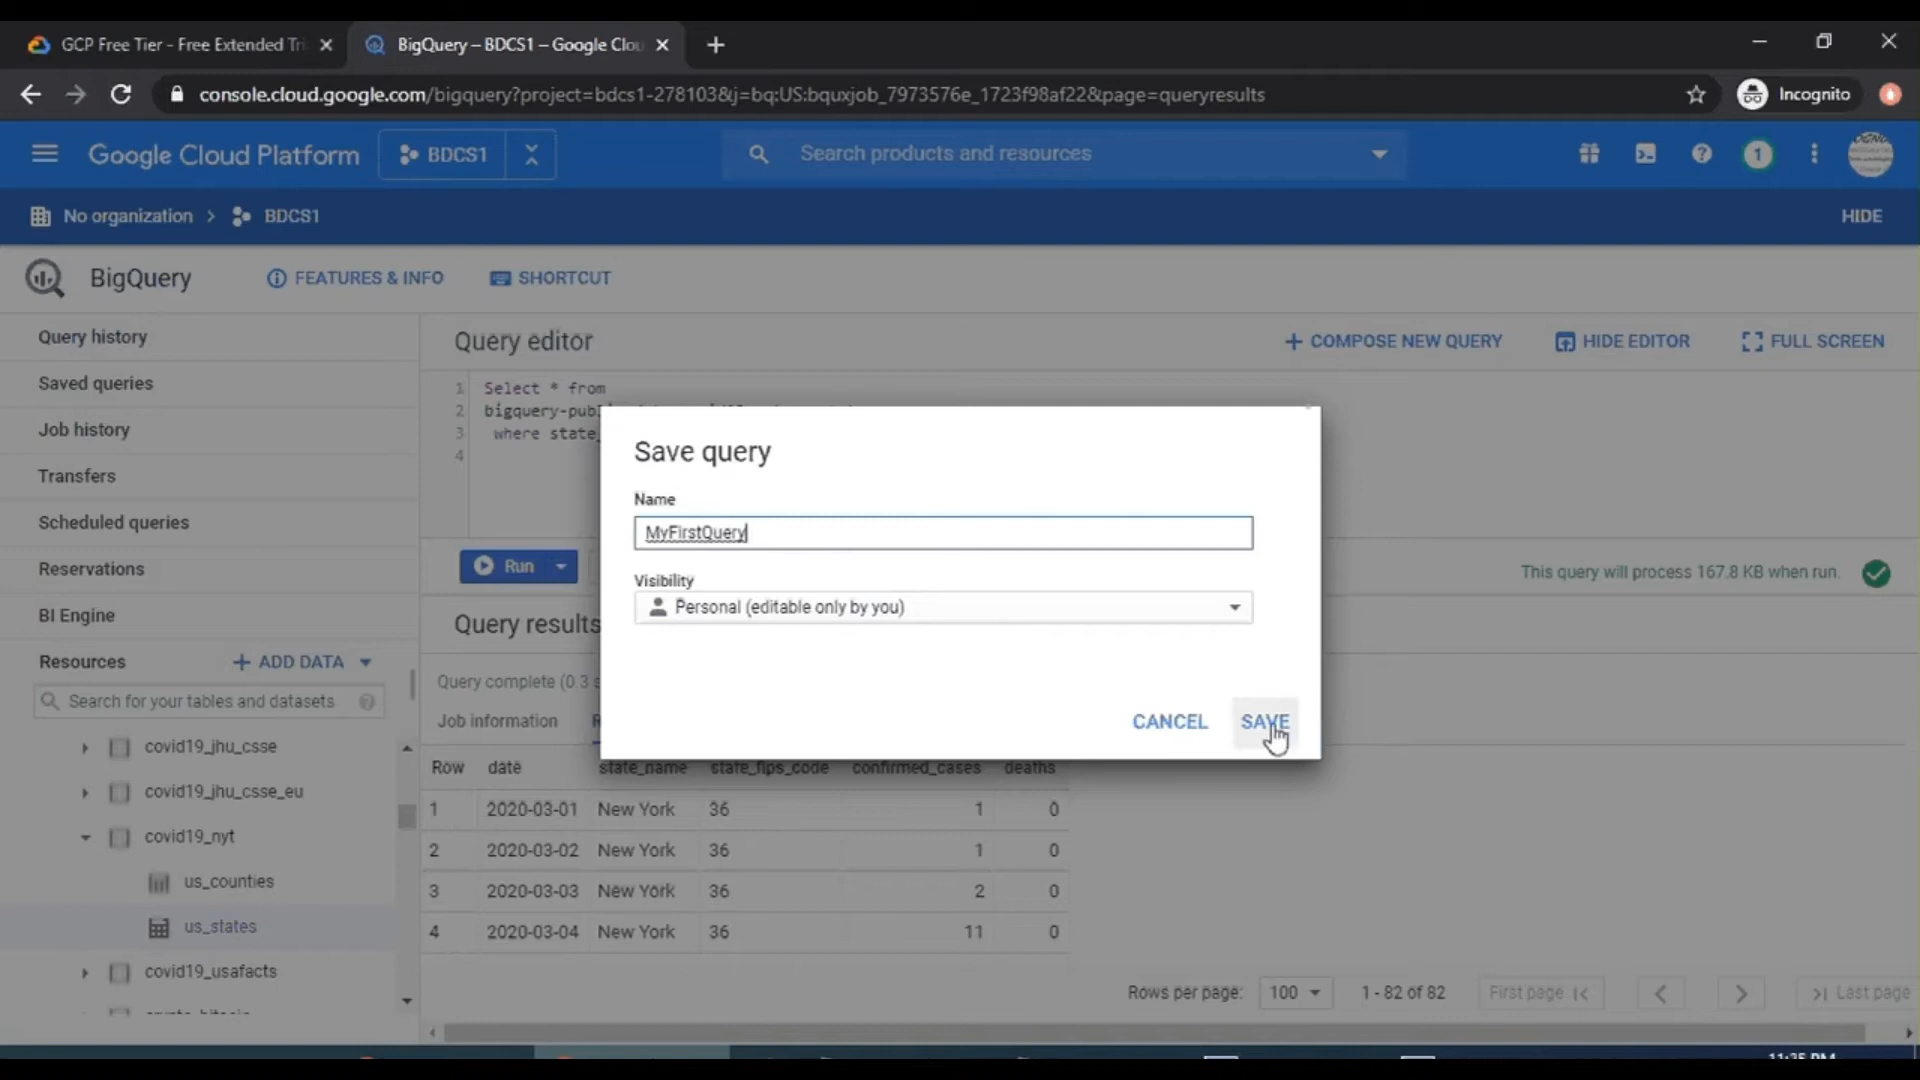 GCP Free Tier - Free Extended Tri
BigQuery – BDCS1 – Google Clou
console.cloud.google.com/bigquery?project=bdcs1-278103&j=bq:US:bquxjob_7973576e_1723f98af22&page=queryresults
Incognito
Google Cloud Platform
BDCS1
Search products and resources
1
No organization
BDCS1
HIDE
BigQuery
FEATURES & INFO
SHORTCUT
Query history
Saved queries
Job history
Transfers
Scheduled queries
Reservations
BI Engine
Resources
ADD DATA
Search for your tables and datasets
covid19_jhu_csse
covid19_jhu_csse_eu
covid19_nyt
us_counties
us_states
covid19_usafacts
Query editor
COMPOSE NEW QUERY
HIDE EDITOR
FULL SCREEN
1 Select * from
2 bigquery-publ
3 where state_
4
Save query
Name
MyFirstQuery
Visibility
Personal (editable only by you)
CANCEL
SAVE
Run
This query will process 167.8 KB when run.
Query results
Query complete (0.3 s
Job information
R
Row date state_name state_fips_code confirmed_cases deaths
1 2020-03-01 New York 36 1 0
2 2020-03-02 New York 36 1 0
3 2020-03-03 New York 36 2 0
4 2020-03-04 New York 36 11 0
Rows per page: 100 1 - 82 of 82 First page Last page